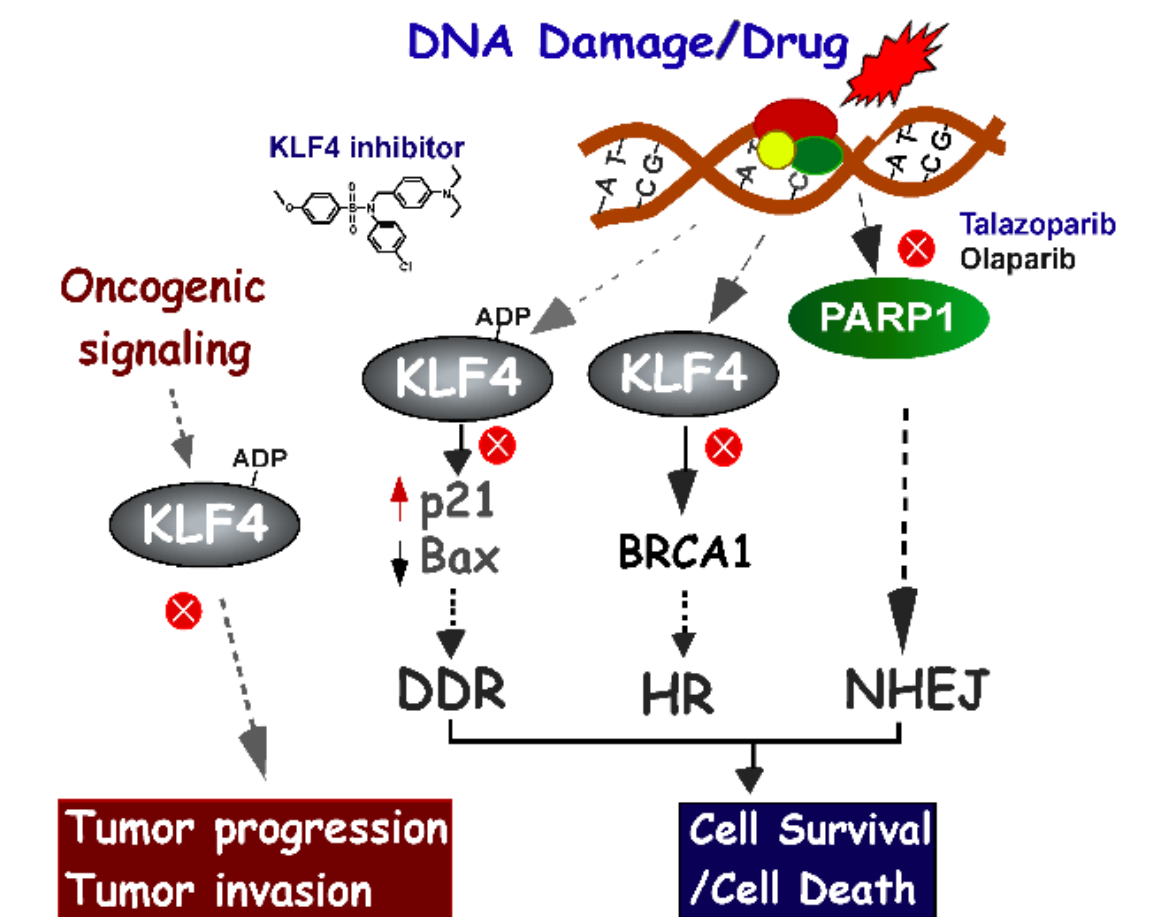 DNA Damage/Drug
KLF4 inhibitor
O
O
S
O
N
N
Cl
A T
C G
A T
C
A T
C G
Talazoparib
Olaparib
PARP1
Oncogenic
signaling
ADP
KLF4
KLF4
ADP
KLF4
p21
Bax
BRCA1
DDR
HR
NHEJ
Tumor progression
Tumor invasion
Cell Survival
/Cell Death